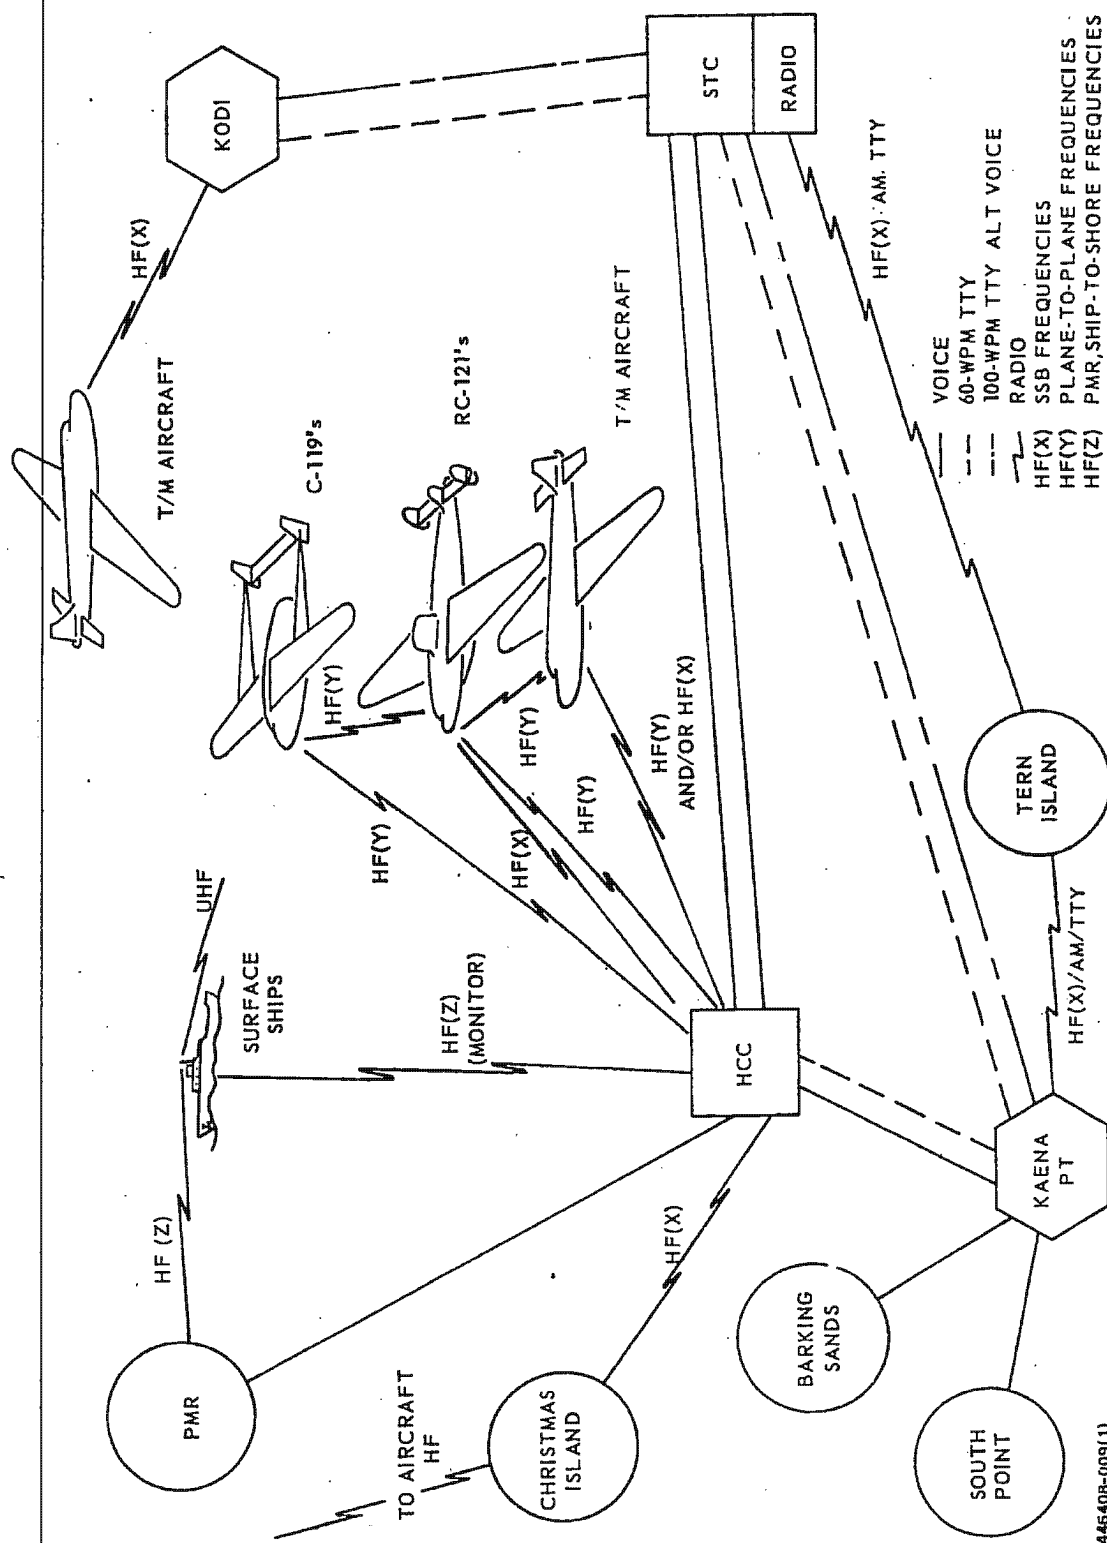 TO AIRCRAFT
HF
PMR
HF (Z)
SURFACE
SHIPS
UHF
T/M AIRCRAFT
HF(X)
KODI
C-119's
HF(Y)
RC-121's
HF(Y)
HF(Y)
HF(X)
HF(Y)
T/M AIRCRAFT
HF(Y)
AND/OR HF(X)
HF(Z)
(MONITOR)
CHRISTMAS
ISLAND
HF(X)
HCC
STC
RADIO
BARKING
SANDS
SOUTH
POINT
KAENA
PT
HF(X)/AM/TTY
TERN
ISLAND
HF(X)/AM. TTY
VOICE
60-WPM TTY
100-WPM TTY ALT VOICE
RADIO
HF(X) SSB FREQUENCIES
HF(Y) PLANE-TO-PLANE FREQUENCIES
HF(Z) PMR,SHIP-TO-SHORE FREQUENCIES